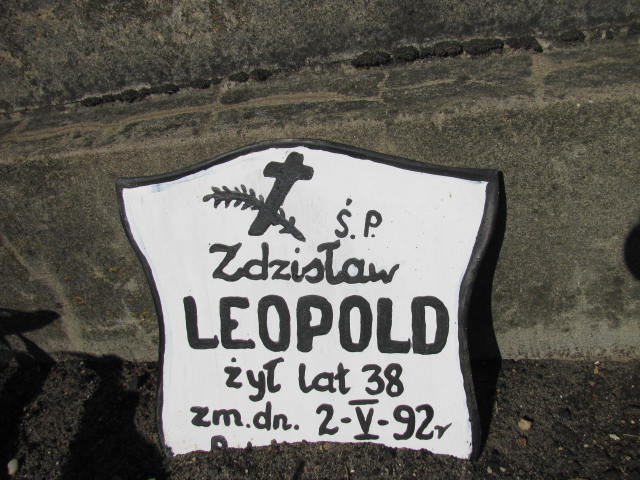 Ś.P.
Zdzisław
LEOPOLD
żył lat 38
zm. dn. 2-V-92r